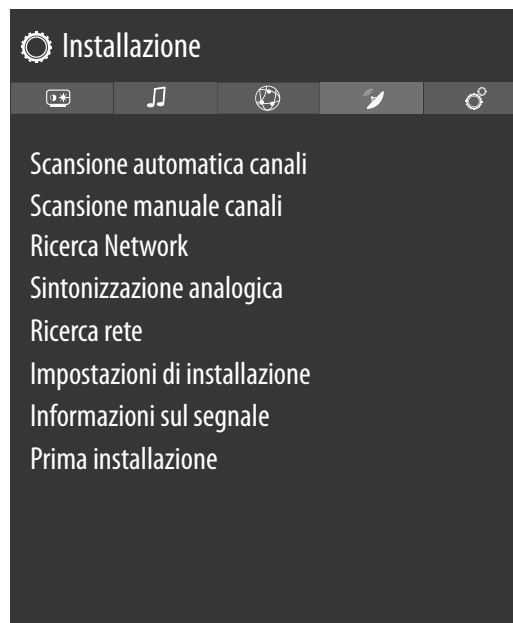 Installazione
Scansione automatica canali
Scansione manuale canali
Ricerca Network
Sintonizzazione analogica
Ricerca rete
Impostazioni di installazione
Informazioni sul segnale
Prima installazione